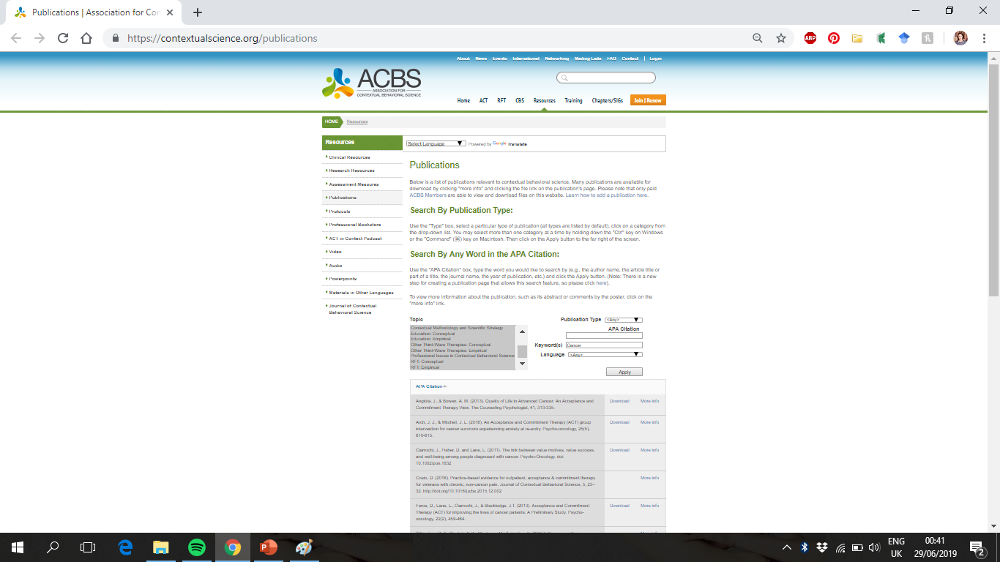 Publications | Association for Con
https://contextualscience.org/publications
ABP
About News Events International Networking Mailing Lists FAQ Contact | Login
ACBS
ASSOCIATION FOR
CONTEXTUAL BEHAVIORAL SCIENCE
Home ACT RFT CBS Resources Training Chapters/SIGs Join | Renew
HOME Resources
Resources
Clinical Resources
Research Resources
Assessment Measures
Publications
Protocols
Professional Bookstore
ACT in Context Podcast
Video
Audio
Powerpoints
Materials in Other Languages
Journal of Contextual
Behavioral Science
Select Language Powered by Google Translate
Publications
Below is a list of publications relevant to contextual behavioral science. Many publications are available for
download by clicking "more info" and clicking the file link on the publication's page. Please note that only paid
ACBS Members are able to view and download files on this website. Learn how to add a publication here.
Search By Publication Type:
Use the "Type" box, select a particular type of publication (all types are listed by default), click on a category from
the drop-down list. You may select more than one category at a time by holding down the "Ctrl" key on Windows
or the "Command" (⌘) key on Macintosh. Then click on the Apply button to the far right of the screen.
Search By Any Word in the APA Citation:
Use the "APA Citation" box, type the word you would like to search by (e.g., the author name, the article title or
part of a title, the journal name, the year of publication, etc.) and click the Apply button. (Note: There is a new
step for creating a publication page that allows this search feature, so please click here).
To view more information about the publication, such as its abstract or comments by the poster, click on the
"more info" link.
Topic
Contextual Methodology and Scientific Strategy
Education: Conceptual
Education: Empirical
Other Third-Wave Therapies: Conceptual
Other Third-Wave Therapies: Empirical
Professional Issues in Contextual Behavioral Science
RFT: Conceptual
RFT: Empirical
Publication Type <Any>
APA Citation
Keyword(s) Cancer
Language <Any>
Apply
APA Citation
Angiola, J., & Bowen, A. M. (2013). Quality of Life in Advanced Cancer: An Acceptance and Download More info
Commitment Therapy View. The Counseling Psychologist, 41, 313-335.
Arch, J. J., & Mitchell, J. L. (2016). An Acceptance and Commitment Therapy (ACT) group Download More info
intervention for cancer survivors experiencing anxiety at re-entry. Psycho-oncology, 25(5),
610-615.
Ciarrochi, J., Fisher, D. and Lane, L. (2011). The link between value motives, value success, Download More info
and well-being among people diagnosed with cancer. Psycho-Oncology. doi:
10.1002/pon.1832
Cosio, D. (2016). Practice-based evidence for outpatient, acceptance & commitment therapy More info
for veterans with chronic, non-cancer pain. Journal of Contextual Behavioral Science, 5, 23–
32. http://doi.org/10.1016/j.jcbs.2015.12.002
Feros, D., Lane, L., Ciarrochi, J., & Blackledge, J.T. (2013). Acceptance and Commitment Download More info
Therapy (ACT) for improving the lives of cancer patients: A Preliminary Study. Psycho-
oncology, 22(2), 459-464.
ENG
UK
00:41
29/06/2019
2